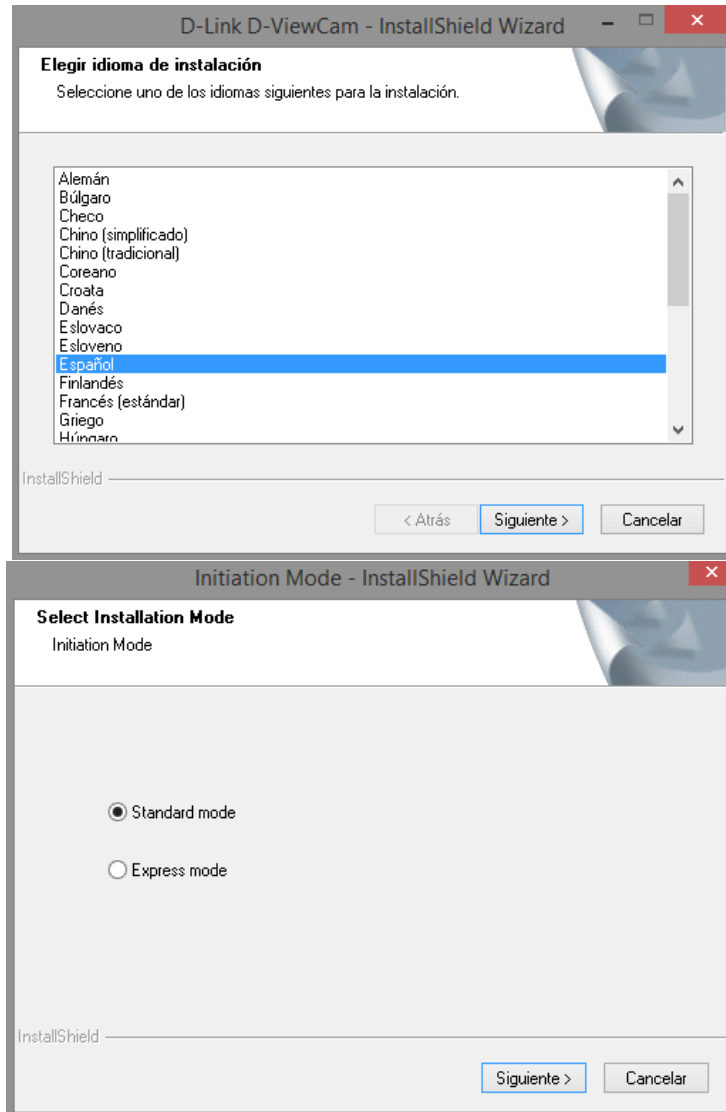 D-Link D-ViewCam - InstallShield Wizard
Elegir idioma de instalación
Seleccione uno de los idiomas siguientes para la instalación.
Alemán
Búlgaro
Checo
Chino (simplificado)
Chino (tradicional)
Coreano
Croata
Danés
Eslovaco
Esloveno
Español
Finlandés
Francés (estándar)
Griego
Húngaro
InstallShield
< Atrás
Siguiente >
Cancelar
Initiation Mode - InstallShield Wizard
Select Installation Mode
Initiation Mode
Standard mode
Express mode
InstallShield
Siguiente >
Cancelar